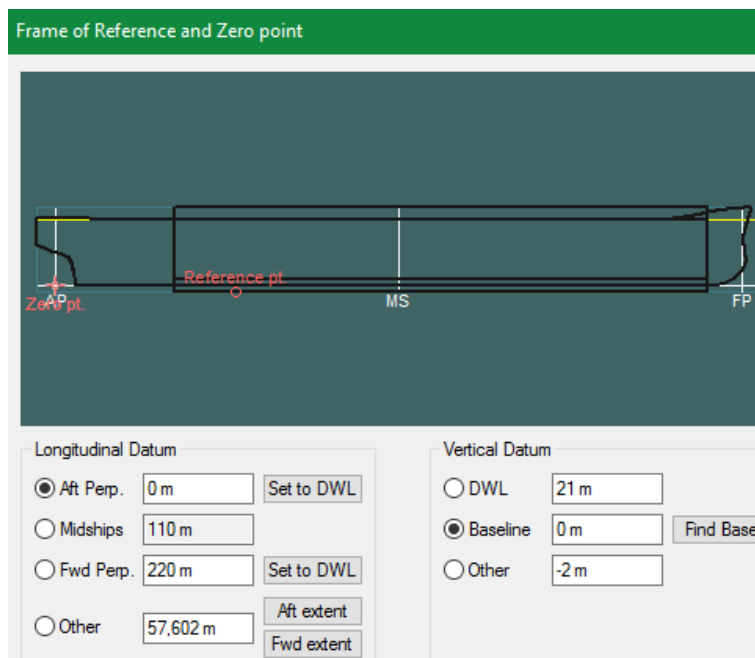 Frame of Reference and Zero point
Reference pt.
AP
Zero pt.
MS
FP
Longitudinal Datum
Vertical Datum
Aft Perp. 0 m Set to DWL
DWL 21 m
Midships 110 m
Baseline 0 m Find Base
Fwd Perp. 220 m Set to DWL
Other -2 m
Other 57,602 m Aft extent
Fwd extent